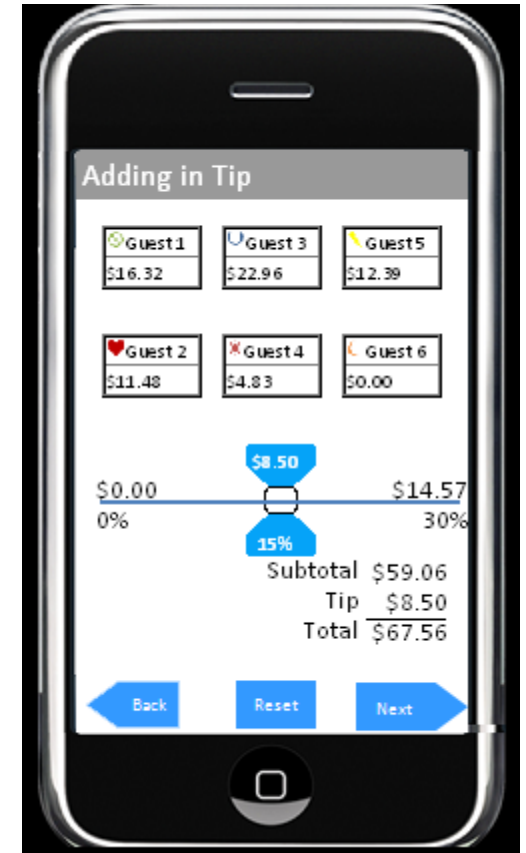 Adding in Tip
Guest 1 Guest 3 Guest 5
$16.32 $22.96 $12.39
Guest 2 Guest 4 Guest 6
$11.48 $4.83 $0.00
$8.50
$0.00 $14.57
0% 30%
15%
Subtotal $59.06
Tip $8.50
Total $67.56
Back Reset Next